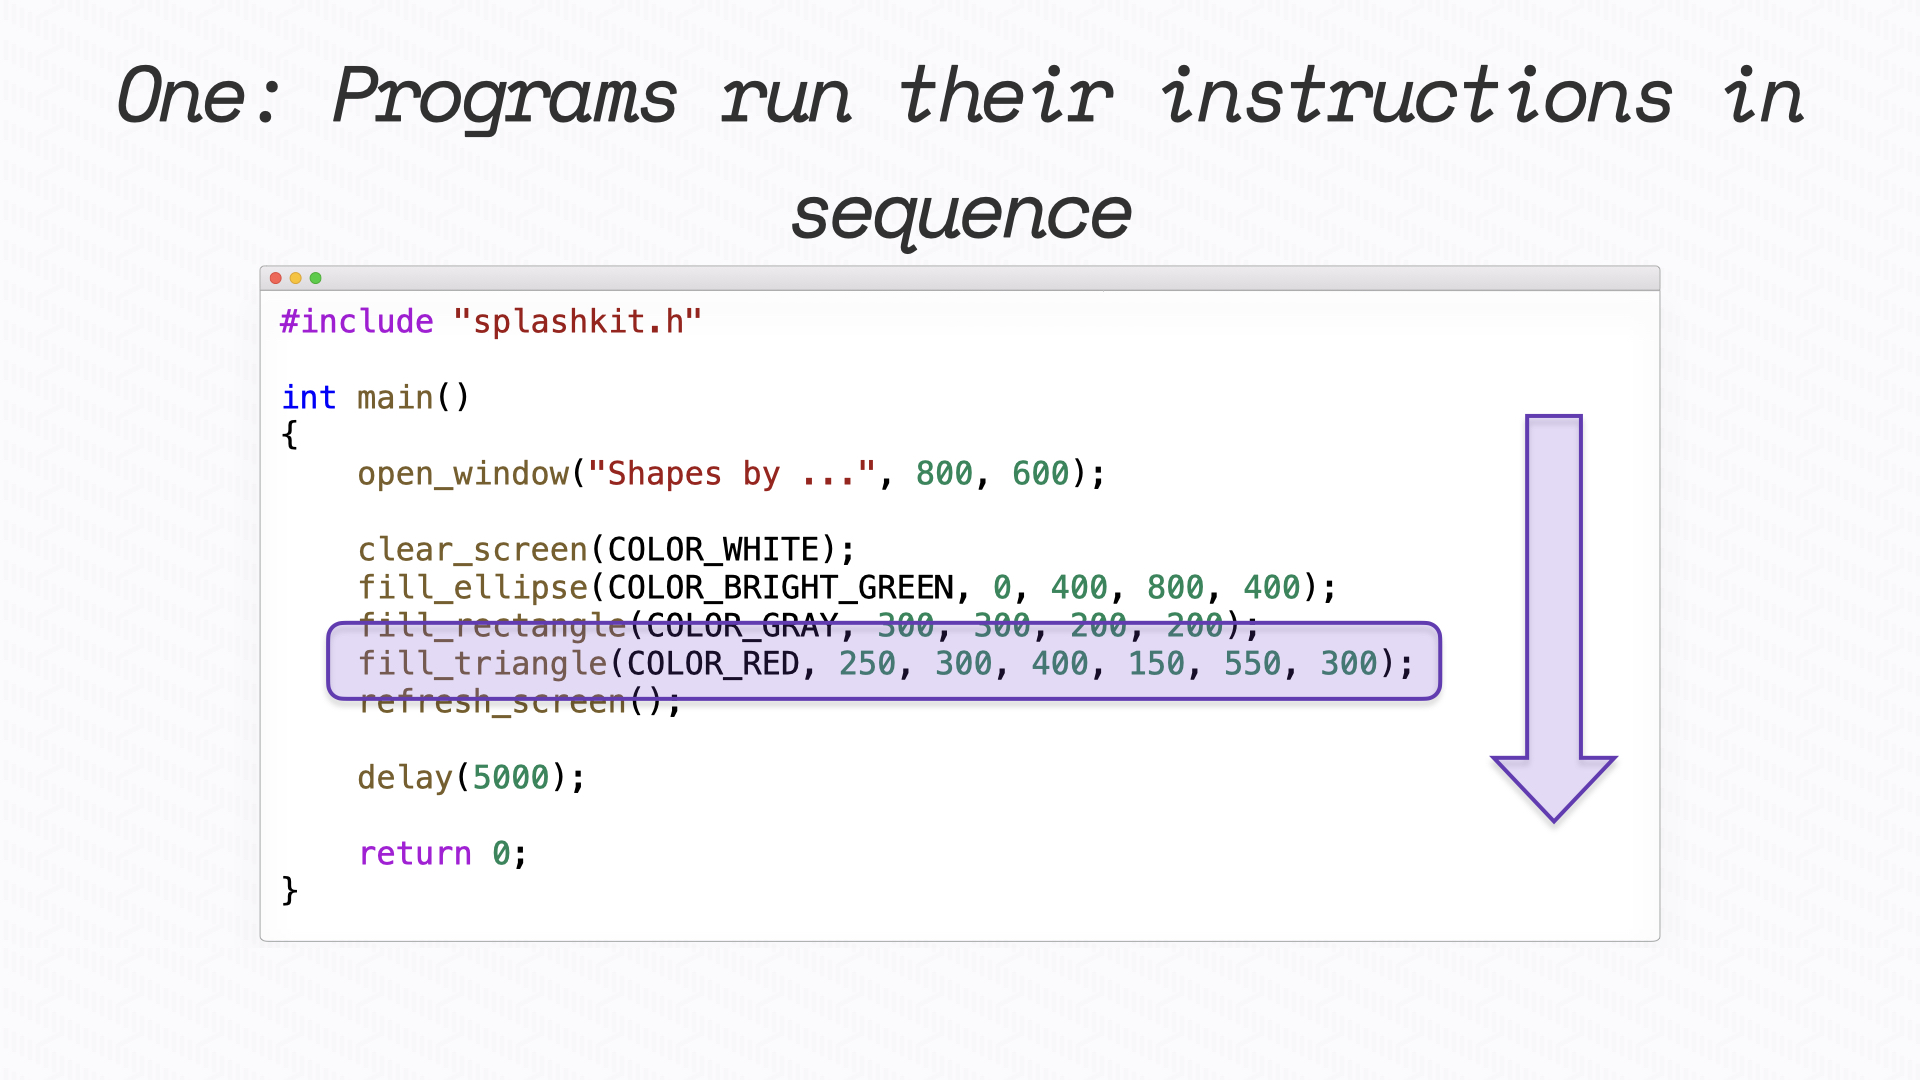 One: Programs run their instructions in
sequence
#include "splashkit.h"
int main()
{
    open_window("Shapes by ...", 800, 600);
    clear_screen(COLOR_WHITE);
    fill_ellipse(COLOR_BRIGHT_GREEN, 0, 400, 800, 400);
    fill_rectangle(COLOR_GRAY, 300, 300, 200, 200);
    fill_triangle(COLOR_RED, 250, 300, 400, 150, 550, 300);
    refresh_screen();
    delay(5000);
    return 0;
}